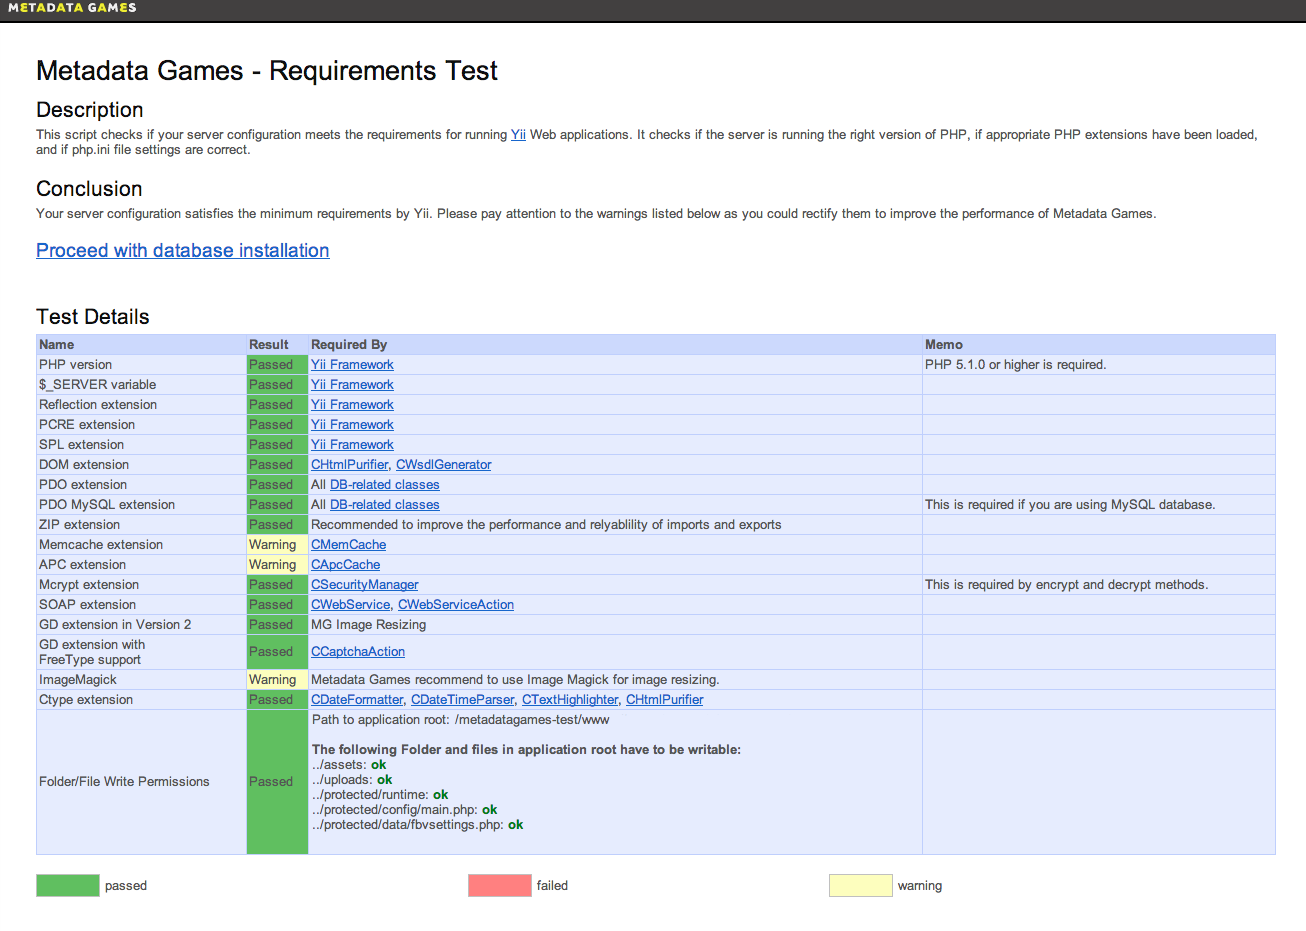 METADATA GAMES
Metadata Games - Requirements Test
Description
This script checks if your server configuration meets the requirements for running Yii Web applications. It checks if the server is running the right version of PHP, if appropriate PHP extensions have been loaded,
and if php.ini file settings are correct.
Conclusion
Your server configuration satisfies the minimum requirements by Yii. Please pay attention to the warnings listed below as you could rectify them to improve the performance of Metadata Games.
Proceed with database installation
Test Details
Name Result Required By Memo
PHP version Passed Yii Framework PHP 5.1.0 or higher is required.
$_SERVER variable Passed Yii Framework
Reflection extension Passed Yii Framework
PCRE extension Passed Yii Framework
SPL extension Passed Yii Framework
DOM extension Passed CHtmlPurifier, CWsdlGenerator
PDO extension Passed All DB-related classes
PDO MySQL extension Passed All DB-related classes This is required if you are using MySQL database.
ZIP extension Passed Recommended to improve the performance and relyablility of imports and exports
Memcache extension Warning CMemCache
APC extension Warning CApcCache
Mcrypt extension Passed CSecurityManager This is required by encrypt and decrypt methods.
SOAP extension Passed CWebService, CWebServiceAction
GD extension in Version 2 Passed MG Image Resizing
GD extension with
FreeType support Passed CCaptchaAction
ImageMagick Warning Metadata Games recommend to use Image Magick for image resizing.
Ctype extension Passed CDateFormatter, CDateTimeParser, CTextHighlighter, CHtmlPurifier
Folder/File Write Permissions Passed
Path to application root: /metadatagames-test/www
The following Folder and files in application root have to be writable:
../assets: ok
../uploads: ok
../protected/runtime: ok
../protected/config/main.php: ok
../protected/data/fbvsettings.php: ok
passed failed warning